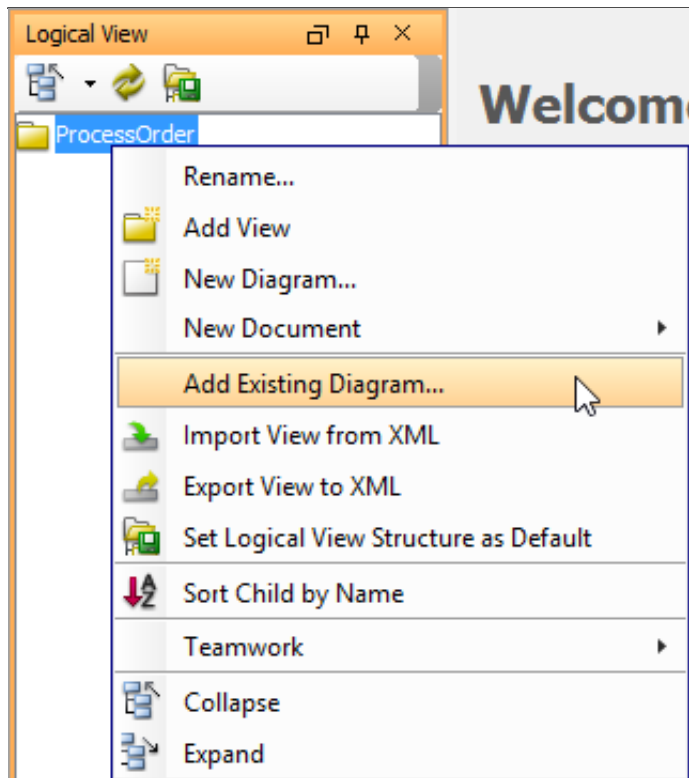 Logical View
Welcome
ProcessOrder
Rename...
Add View
New Diagram...
New Document
Add Existing Diagram...
Import View from XML
Export View to XML
Set Logical View Structure as Default
Sort Child by Name
Teamwork
Collapse
Expand